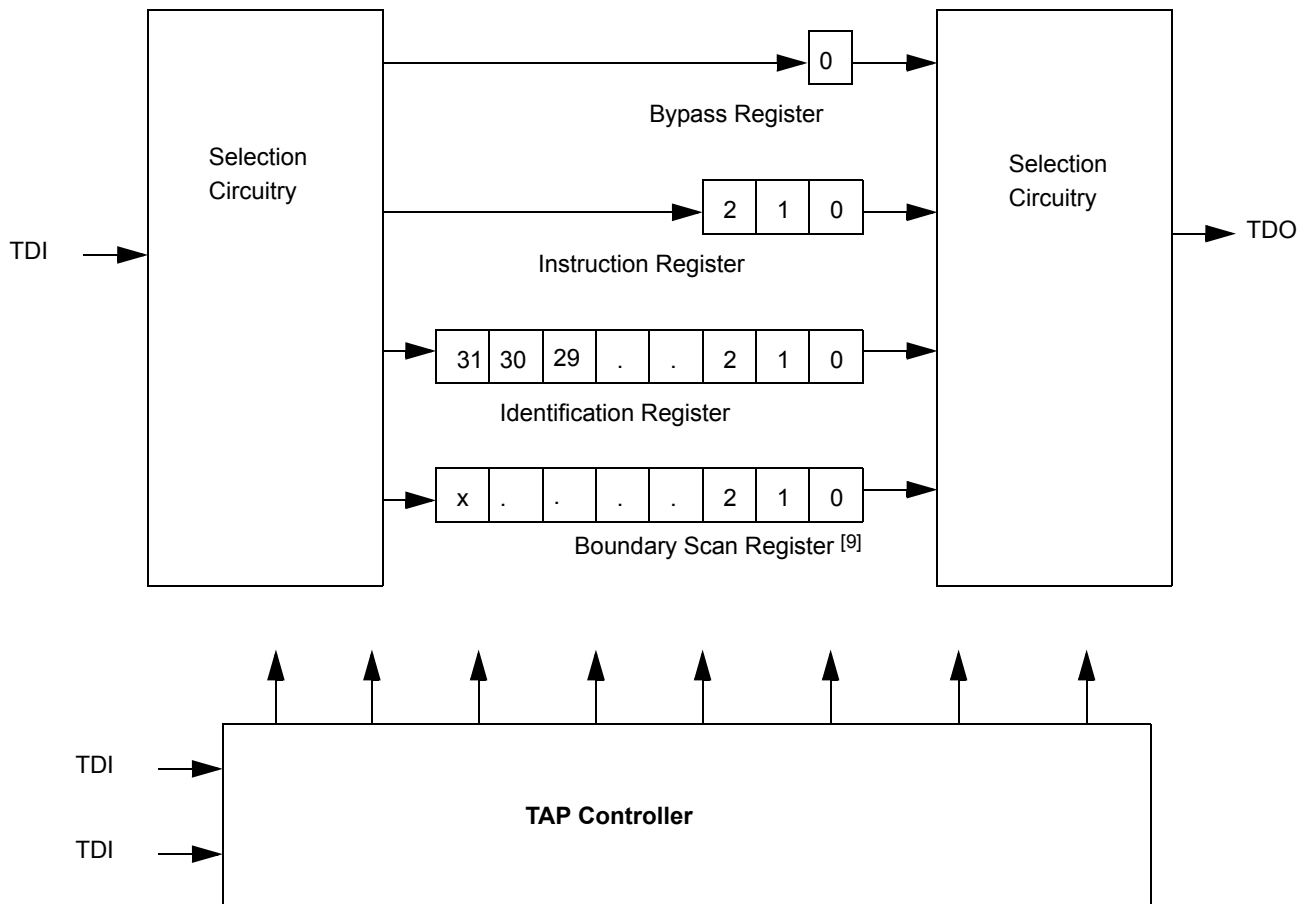 0
Bypass Register
Selection
Circuitry
Selection
Circuitry
2 1 0
TDI
TDO
Instruction Register
31 30 29 . . 2 1 0
Identification Register
x . . . . 2 1 0
Boundary Scan Register [9]
TDI
TAP Controller
TDI